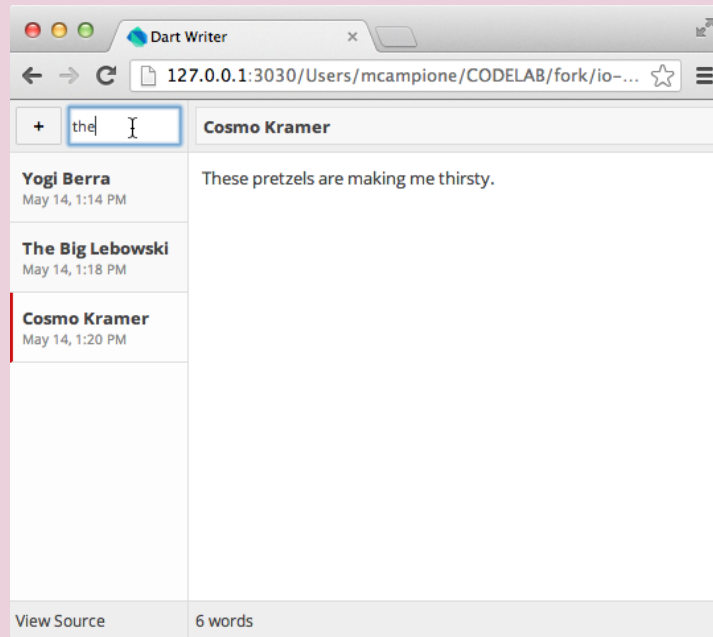 Dart Writer
127.0.0.1:3030/Users/mcampione/CODELAB/fork/io-...
+ the
Cosmo Kramer
Yogi Berra
May 14, 1:14 PM
The Big Lebowski
May 14, 1:18 PM
Cosmo Kramer
May 14, 1:20 PM
These pretzels are making me thirsty.
View Source
6 words